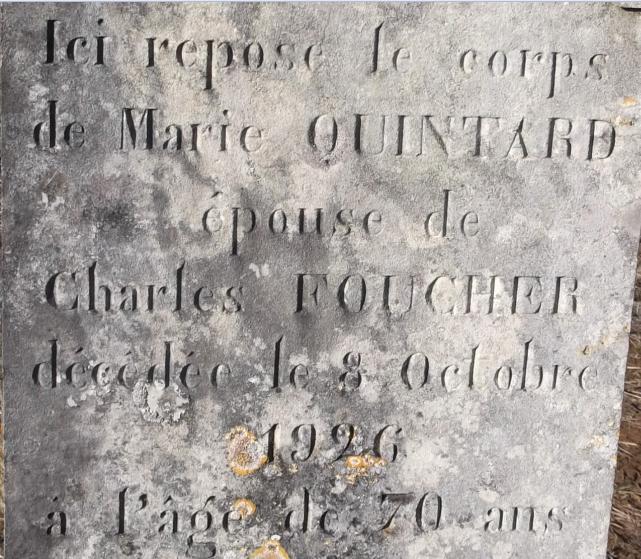 Ici repose le corps
de Marie QUINTARD
épouse de
Charles FOUCHER
décédée le 8 Octobre
1926
à l'âge de 70 ans